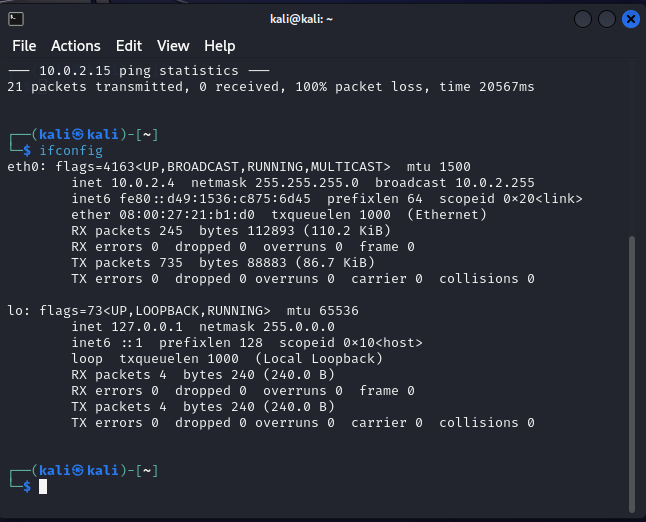 kali@kali: ~
File Actions Edit View Help
--- 10.0.2.15 ping statistics ---
21 packets transmitted, 0 received, 100% packet loss, time 20567ms
┌──(kali㉿kali)-[~]
└─$ ifconfig
eth0: flags=4163<UP,BROADCAST,RUNNING,MULTICAST>  mtu 1500
        inet 10.0.2.4  netmask 255.255.255.0  broadcast 10.0.2.255
        inet6 fe80::d49:1536:c875:6d45  prefixlen 64  scopeid 0×20<link>
        ether 08:00:27:21:b1:d0  txqueuelen 1000  (Ethernet)
        RX packets 245  bytes 112893 (110.2 KiB)
        RX errors 0  dropped 0  overruns 0  frame 0
        TX packets 735  bytes 88883 (86.7 KiB)
        TX errors 0  dropped 0 overruns 0  carrier 0  collisions 0
lo: flags=73<UP,LOOPBACK,RUNNING>  mtu 65536
        inet 127.0.0.1  netmask 255.0.0.0
        inet6 ::1  prefixlen 128  scopeid 0×10<host>
        loop  txqueuelen 1000  (Local Loopback)
        RX packets 4  bytes 240 (240.0 B)
        RX errors 0  dropped 0  overruns 0  frame 0
        TX packets 4  bytes 240 (240.0 B)
        TX errors 0  dropped 0 overruns 0  carrier 0  collisions 0
┌──(kali㉿kali)-[~]
└─$